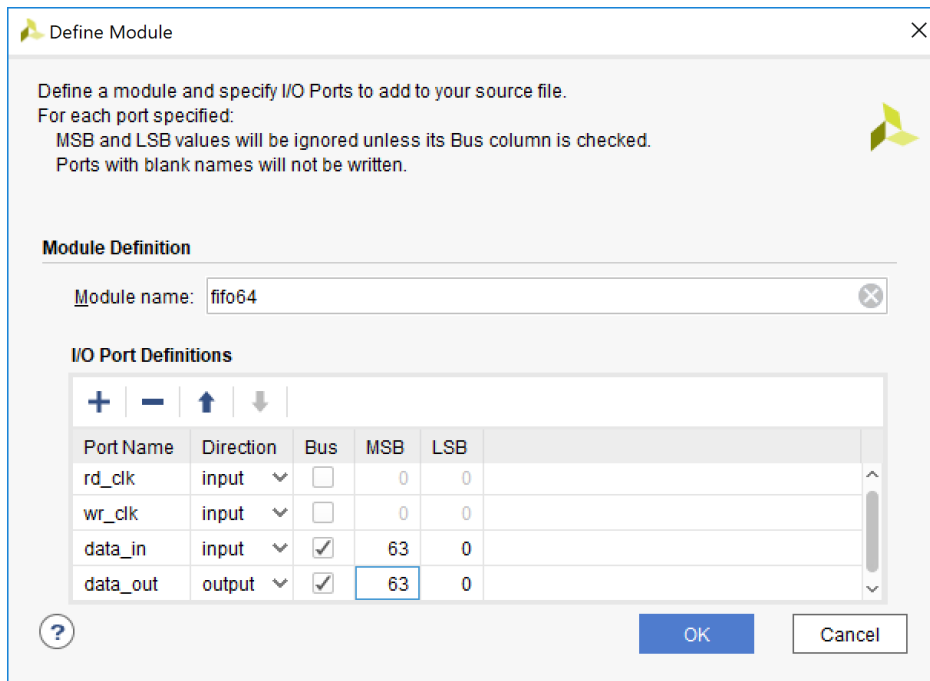 Define Module
Define a module and specify I/O Ports to add to your source file.
For each port specified:
MSB and LSB values will be ignored unless its Bus column is checked.
Ports with blank names will not be written.
Module Definition
Module name: fifo64
I/O Port Definitions
Port Name Direction Bus MSB LSB
rd_clk input 0 0
wr_clk input 0 0
data_in input 63 0
data_out output 63 0
? OK Cancel